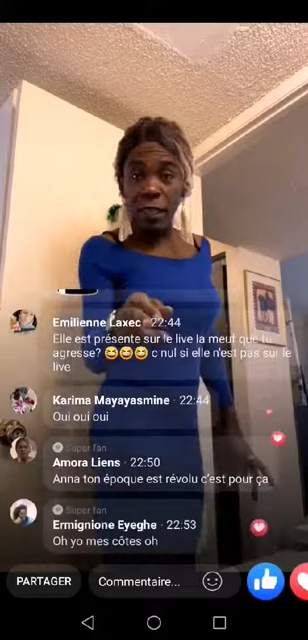 Emilienne Laxec · 22:44
Elle est présente sur le live la meuf que tu
agresse? 😅😅😅 c nul si elle n'est pas sur le
live
Karima Mayayasmine · 22:44
Oui oui oui
Super fan
Amora Liens · 22:50
Anna ton époque est révolu c'est pour ça
Super fan
Ermignione Eyeghe · 22:53
Oh yo mes côtes oh
PARTAGER
Commentaire...